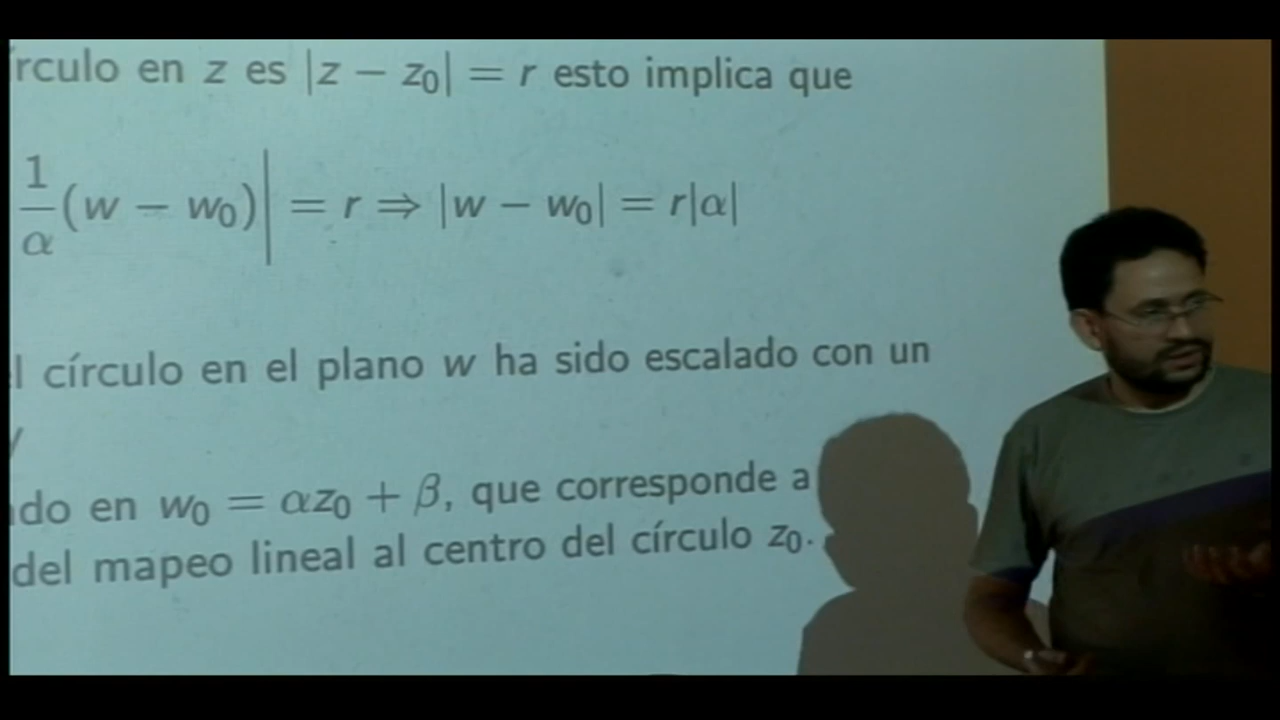 rculo en z es |z − z₀| = r esto implica que
1/α (w − w₀)| = r ⇒ |w − w₀| = r|α|
l círculo en el plano w ha sido escalado con un
do en w₀ = αz₀ + β, que corresponde a
del mapeo lineal al centro del círculo z₀.